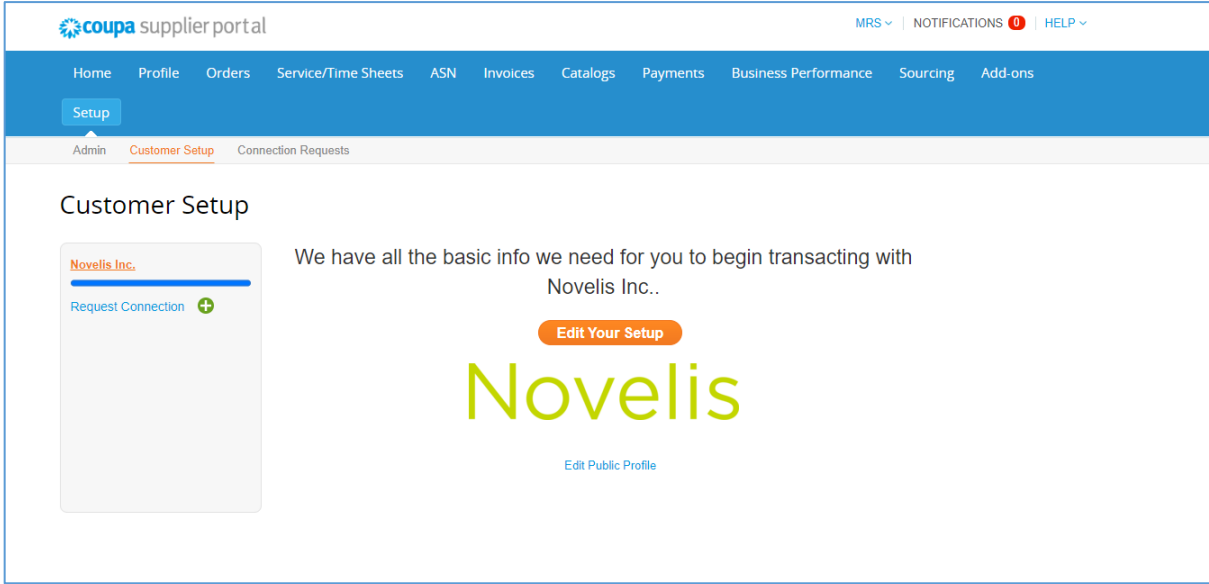 coupa supplier portal
MRS NOTIFICATIONS 0 HELP
Home Profile Orders Service/Time Sheets ASN Invoices Catalogs Payments Business Performance Sourcing Add-ons
Setup
Admin Customer Setup Connection Requests
Customer Setup
Novelis Inc.
Request Connection
We have all the basic info we need for you to begin transacting with
Novelis Inc..
Edit Your Setup
Novelis
Edit Public Profile